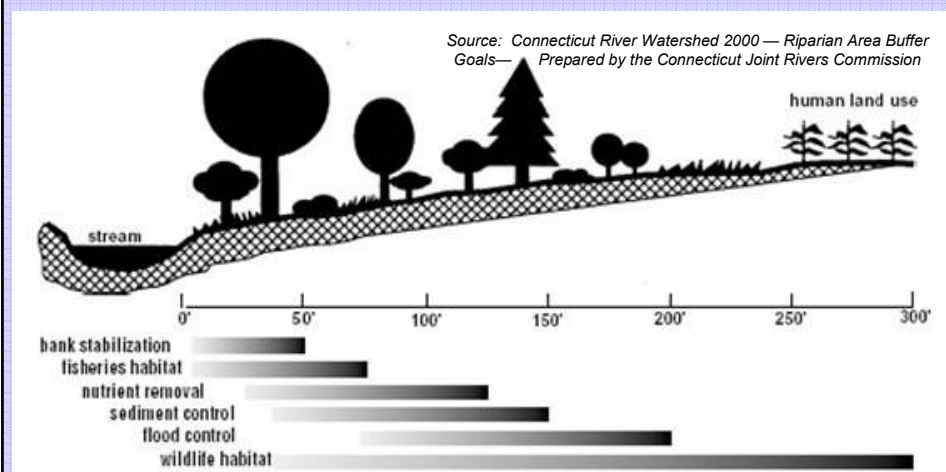 Source: Connecticut River Watershed 2000 — Riparian Area Buffer
Goals— Prepared by the Connecticut Joint Rivers Commission
human land use
stream
0' 50' 100' 150' 200' 250' 300'
bank stabilization
fisheries habitat
nutrient removal
sediment control
flood control
wildlife habitat